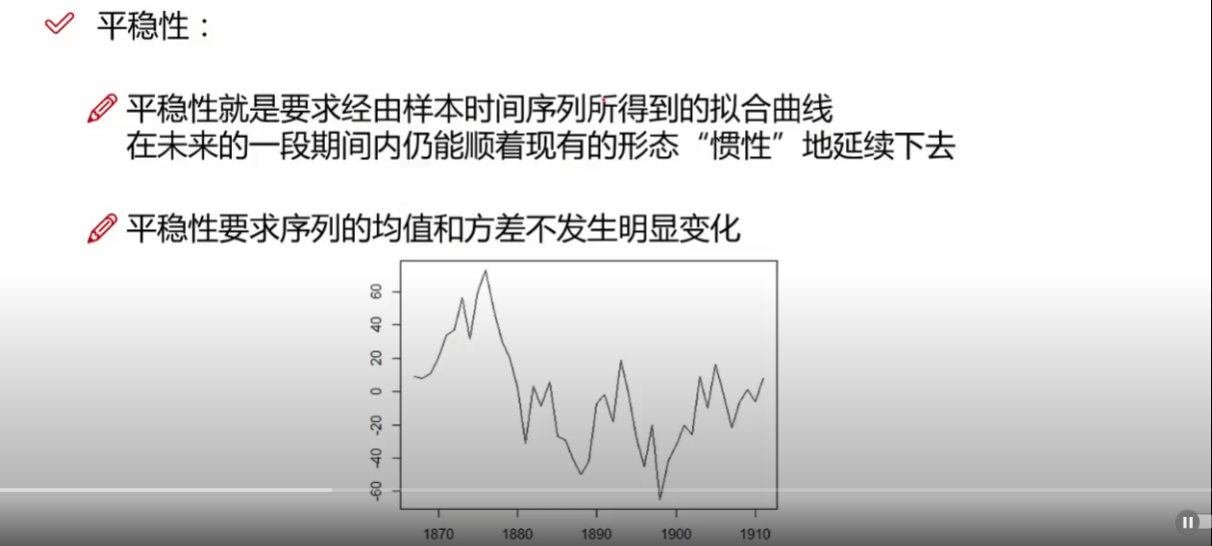 平稳性：
平稳性就是要求经由样本时间序列所得到的拟合曲线
在未来的一段期间内仍能顺着现有的形态“惯性”地延续下去
平稳性要求序列的均值和方差不发生明显变化
60
40
20
0
-20
-40
-60
1870 1880 1890 1900 1910